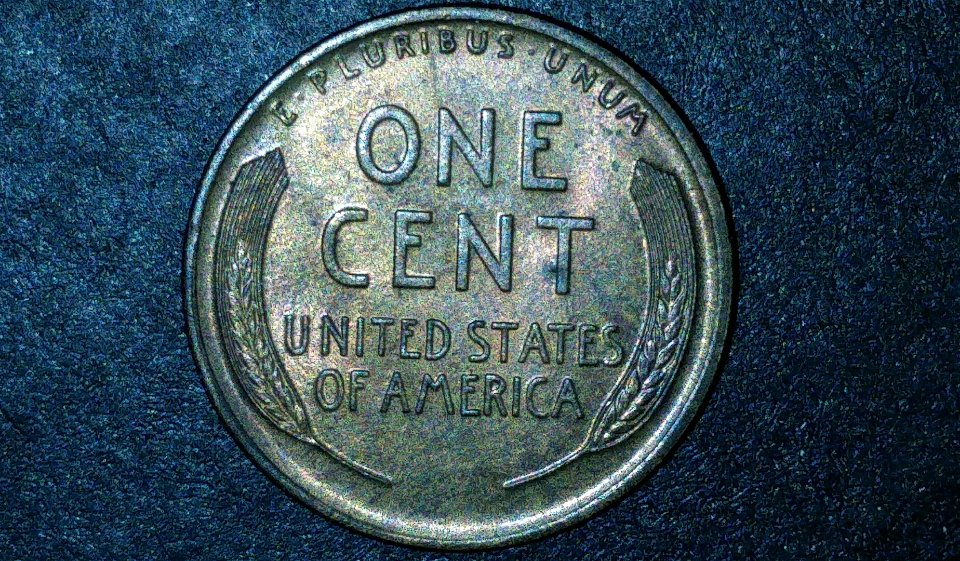 E · PLURIBUS · UNUM
ONE
CENT
UNITED STATES
OF AMERICA